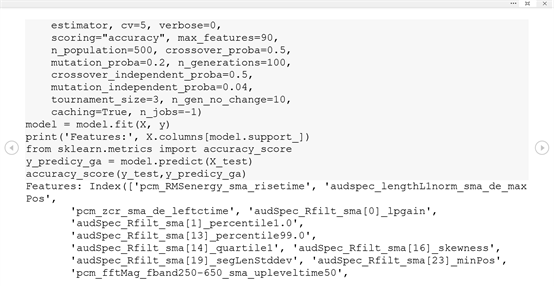 estimator, cv=5, verbose=0,
scoring="accuracy", max_features=90,
n_population=500, crossover_proba=0.5,
mutation_proba=0.2, n_generations=100,
crossover_independent_proba=0.5,
mutation_independent_proba=0.04,
tournament_size=3, n_gen_no_change=10,
caching=True, n_jobs=-1)
model = model.fit(X, y)
print('Features:', X.columns[model.support_])
from sklearn.metrics import accuracy_score
y_predicy_ga = model.predict(X_test)
accuracy_score(y_test,y_predicy_ga)
Features: Index(['pcm_RMSenergy_sma_risetime', 'audspec_lengthL1norm_sma_de_max
Pos',
'pcm_zcr_sma_de_leftctime', 'audSpec_Rfilt_sma[0]_lpgain',
'audSpec_Rfilt_sma[1]_percentile1.0',
'audSpec_Rfilt_sma[13]_percentile99.0',
'audSpec_Rfilt_sma[14]_quartile1', 'audSpec_Rfilt_sma[16]_skewness',
'audSpec_Rfilt_sma[19]_segLenStddev', 'audSpec_Rfilt_sma[23]_minPos',
'pcm_fftMag_fband250-650_sma_upleveltime50',